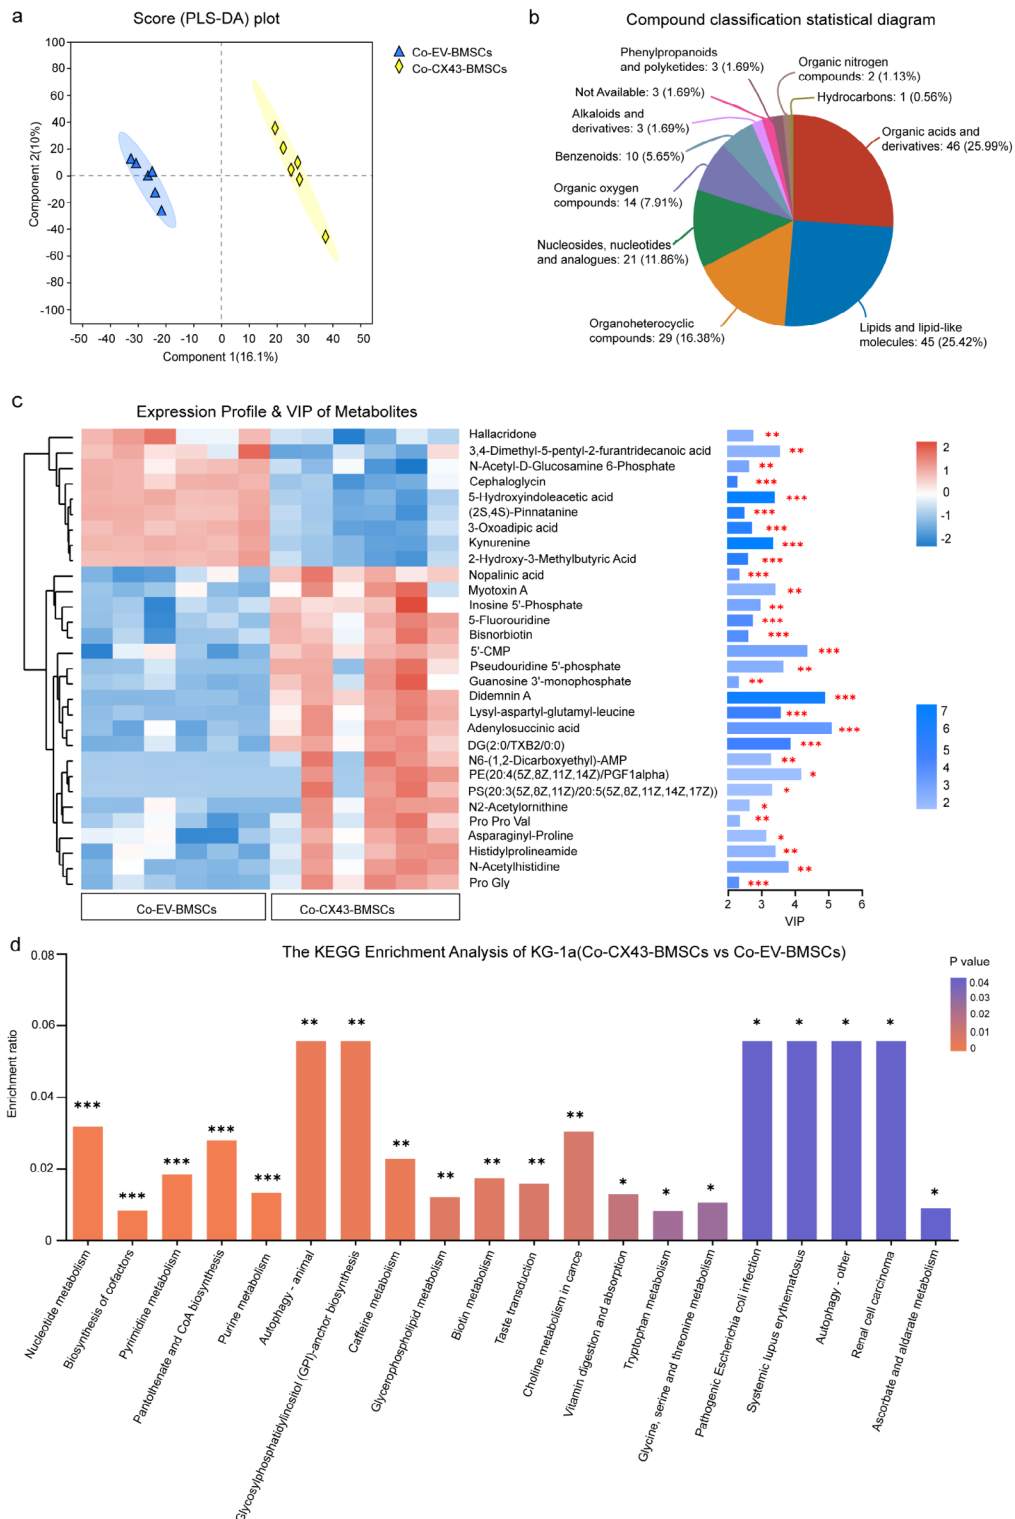 a
Score (PLS-DA) plot
Component 2(10%)
100
80
60
40
20
0
-20
-40
-60
-80
-100
-50
-40
-30
-20
-10
0
10
20
30
40
50
Component 1(16.1%)
Co-EV-BMSCs
Co-CX43-BMSCs
b
Compound classification statistical diagram
Phenylpropanoids
and polyketides: 3 (1.69%)
Organic nitrogen
compounds: 2 (1.13%)
Not Available: 3 (1.69%)
Hydrocarbons: 1 (0.56%)
Alkaloids and
derivatives: 3 (1.69%)
Organic acids and
derivatives: 46 (25.99%)
Benzenoids: 10 (5.65%)
Organic oxygen
compounds: 14 (7.91%)
Nucleosides, nucleotides
and analogues: 21 (11.86%)
Organoheterocyclic
compounds: 29 (16.38%)
Lipids and lipid-like
molecules: 45 (25.42%)
c
Expression Profile & VIP of Metabolites
Hallacridone **
3,4-Dimethyl-5-pentyl-2-furantridecanoic acid **
N-Acetyl-D-Glucosamine 6-Phosphate **
Cephaloglycin ***
5-Hydroxyindoleacetic acid ***
(2S,4S)-Pinnatanine ***
3-Oxoadipic acid ***
Kynurenine ***
2-Hydroxy-3-Methylbutyric Acid ***
Nopalinic acid ***
Myotoxin A **
Inosine 5'-Phosphate **
5-Fluorouridine ***
Bisnorbiotin ***
5'-CMP ***
Pseudouridine 5'-phosphate **
Guanosine 3'-monophosphate **
Didemnin A ***
Lysyl-aspartyl-glutamyl-leucine ***
Adenylosuccinic acid ***
DG(2:0/TXB2/0:0) ***
N6-(1,2-Dicarboxyethyl)-AMP **
PE(20:4(5Z,8Z,11Z,14Z)/PGF1alpha) *
PS(20:3(5Z,8Z,11Z)/20:5(5Z,8Z,11Z,14Z,17Z)) *
N2-Acetylornithine *
Pro Pro Val **
Asparaginyl-Proline *
Histidylprolineamide **
N-Acetylhistidine **
Pro Gly ***
Co-EV-BMSCs
Co-CX43-BMSCs
2
3
4
5
6
VIP
2
1
0
-1
-2
7
6
5
4
3
2
d
The KEGG Enrichment Analysis of KG-1a(Co-CX43-BMSCs vs Co-EV-BMSCs)
Enrichment ratio
0.08
0.06
0.04
0.02
0
***
***
***
***
***
**
**
**
**
**
**
**
*
*
*
*
*
*
*
*
P value
0.04
0.03
0.02
0.01
0
Nucleotide metabolism
Biosynthesis of cofactors
Pyrimidine metabolism
Pantothenate and CoA biosynthesis
Purine metabolism
Autophagy - animal
Glycosylphosphatidylinositol (GPI)-anchor biosynthesis
Caffeine metabolism
Glycerophospholipid metabolism
Biotin metabolism
Taste transduction
Choline metabolism in cance
Vitamin digestion and absorption
Tryptophan metabolism
Glycine, serine and threonine metabolism
Pathogenic Escherichia coli infection
Systemic lupus erythematosus
Autophagy - other
Renal cell carcinoma
Ascorbate and aldarate metabolism